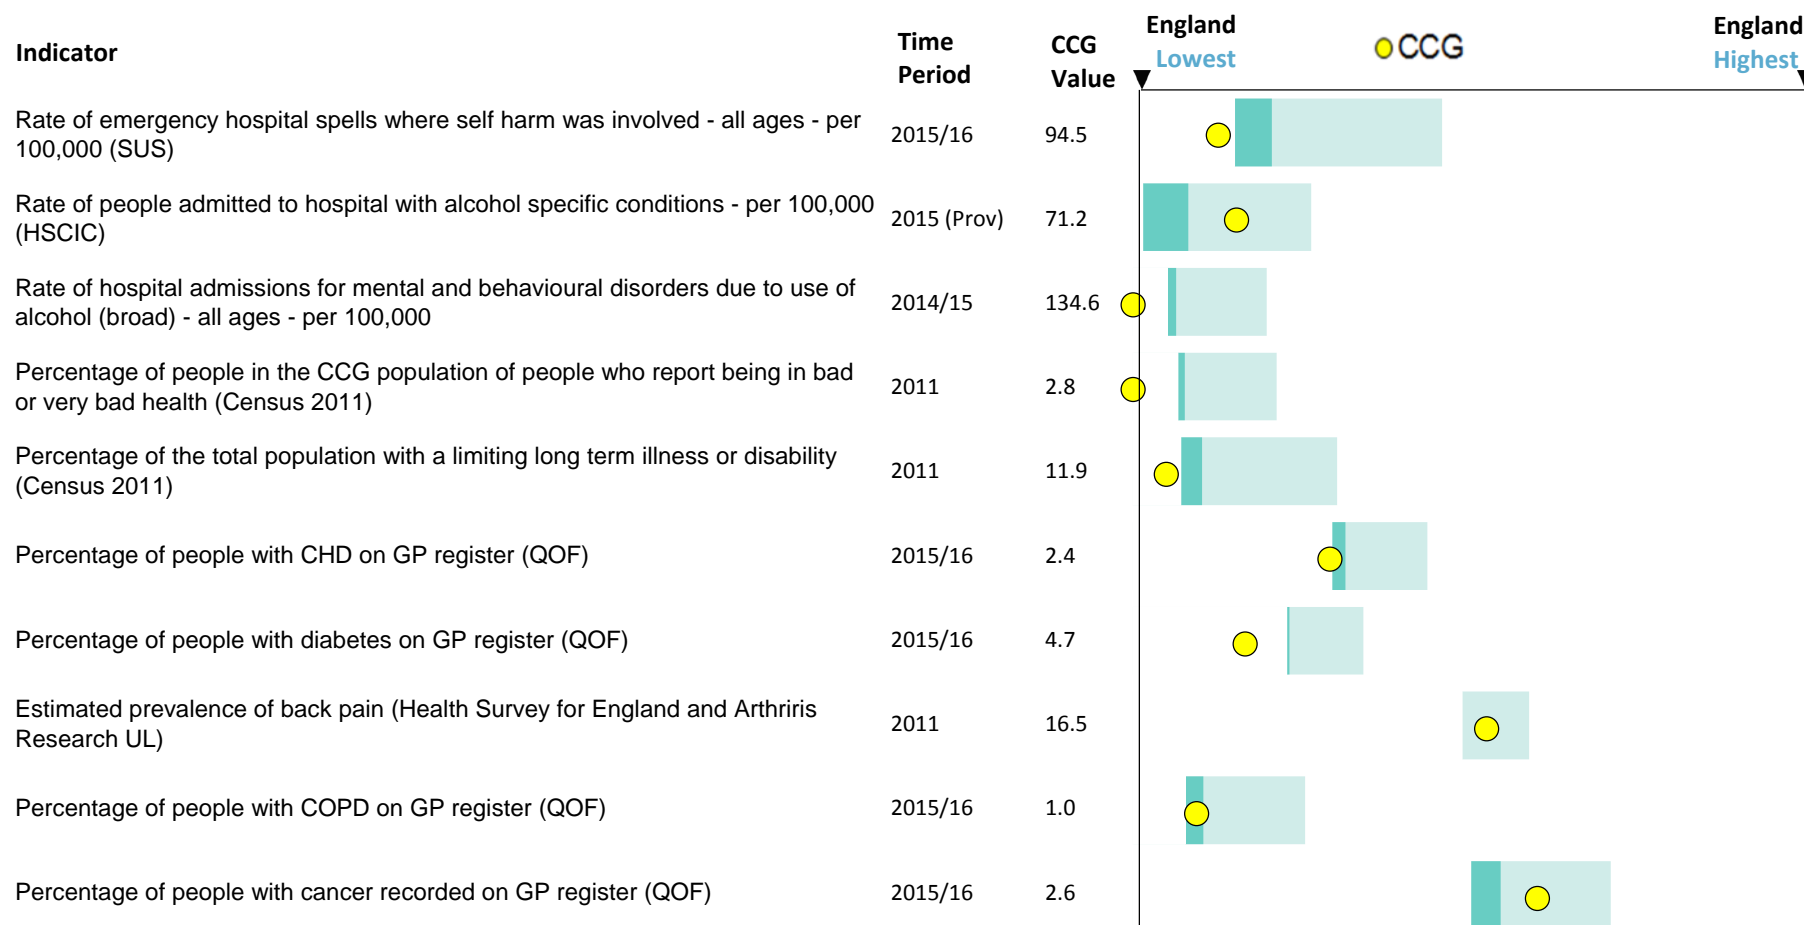 Indicator
Time
Period
CCG
Value
England
Lowest
CCG
England
Highest
Rate of emergency hospital spells where self harm was involved - all ages - per
100,000 (SUS)
2015/16
94.5
Rate of people admitted to hospital with alcohol specific conditions - per 100,000
(HSCIC)
2015 (Prov)
71.2
Rate of hospital admissions for mental and behavioural disorders due to use of
alcohol (broad) - all ages - per 100,000
2014/15
134.6
Percentage of people in the CCG population of people who report being in bad
or very bad health (Census 2011)
2011
2.8
Percentage of the total population with a limiting long term illness or disability
(Census 2011)
2011
11.9
Percentage of people with CHD on GP register (QOF)
2015/16
2.4
Percentage of people with diabetes on GP register (QOF)
2015/16
4.7
Estimated prevalence of back pain (Health Survey for England and Arthriris
Research UL)
2011
16.5
Percentage of people with COPD on GP register (QOF)
2015/16
1.0
Percentage of people with cancer recorded on GP register (QOF)
2015/16
2.6